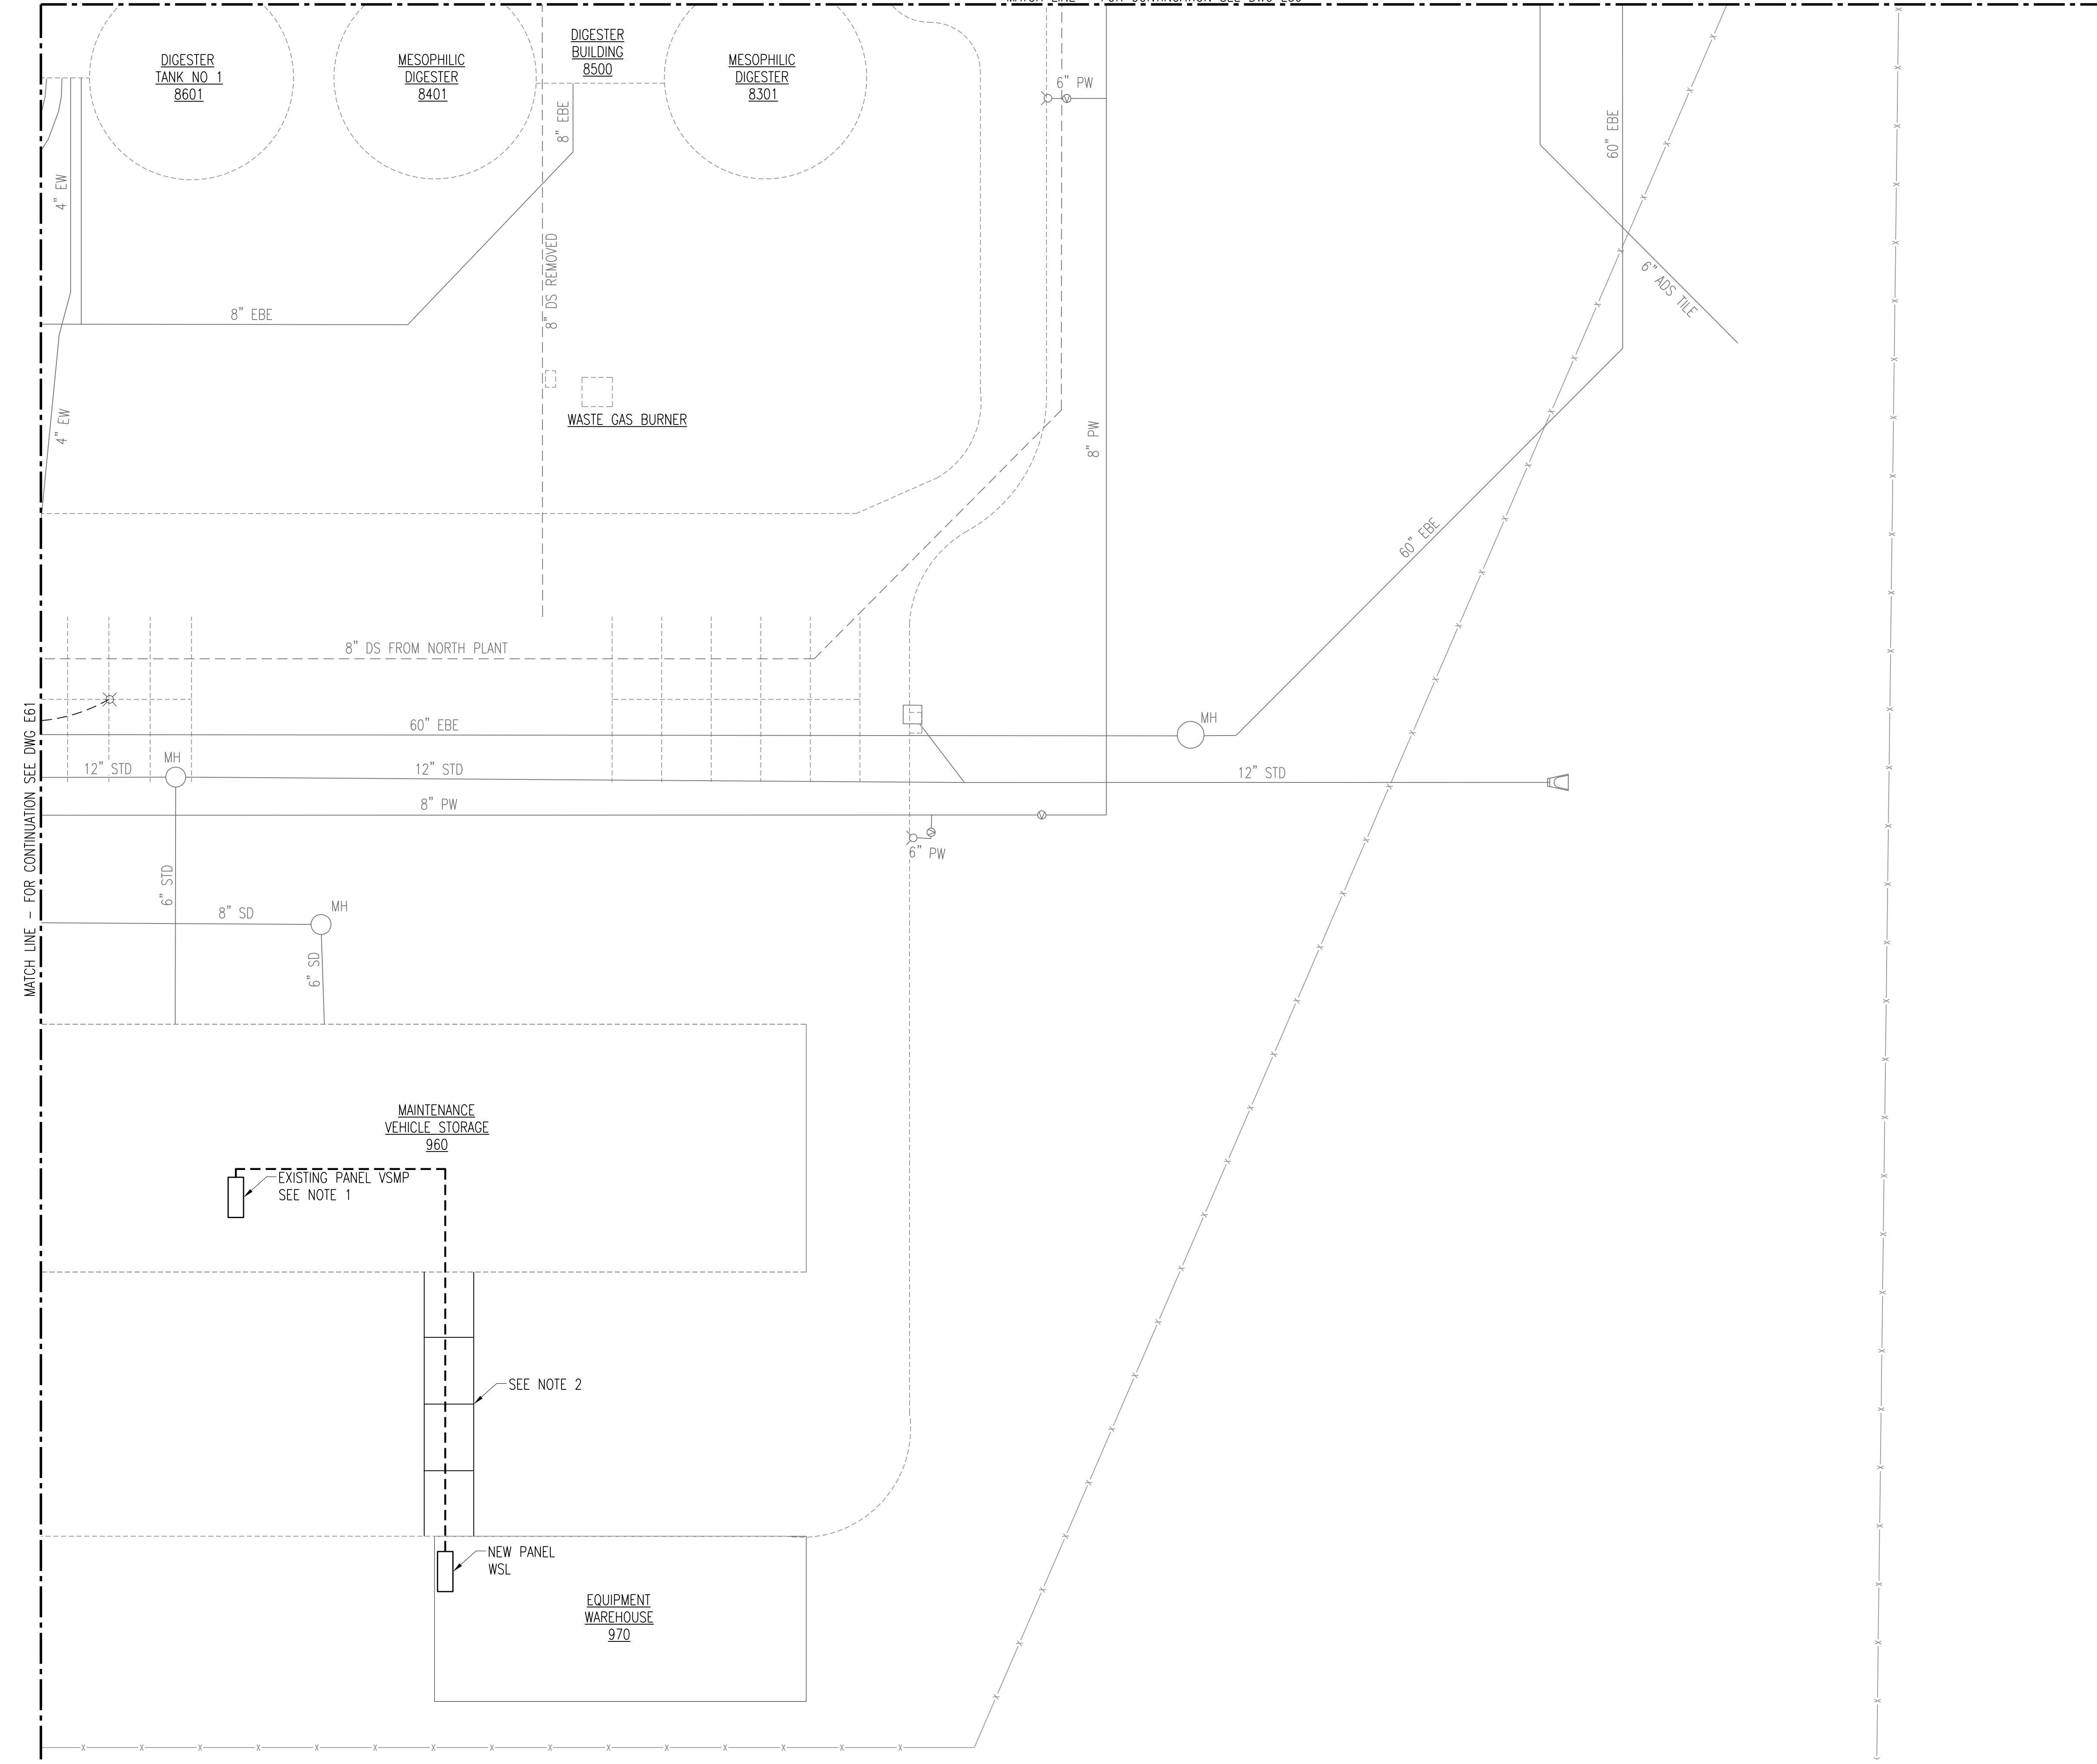 DIGESTER
TANK NO 1
8601
MESOPHILIC
DIGESTER
8401
DIGESTER
BUILDING
8500
MESOPHILIC
DIGESTER
8301
6" PW
8" EBE
60" EBE
4" EW
8" DS REMOVED
6" ADS TILE
8" EBE
4" EW
WASTE GAS BURNER
8" PW
60" EBE
8" DS FROM NORTH PLANT
MATCH LINE - FOR CONTINUATION SEE DWG E61
60" EBE
MH
MH
12" STD
12" STD
12" STD
8" PW
6" PW
6" STD
8" SD
MH
6" SD
MAINTENANCE
VEHICLE STORAGE
960
EXISTING PANEL VSMP
SEE NOTE 1
SEE NOTE 2
NEW PANEL
WSL
EQUIPMENT
WAREHOUSE
970